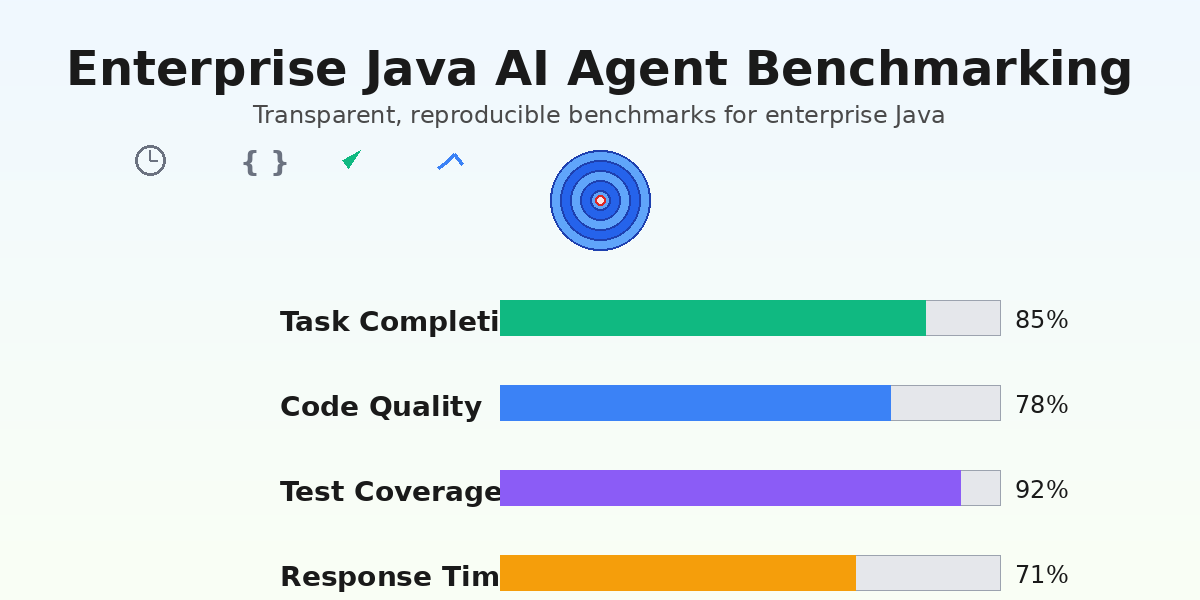 Enterprise Java AI Agent Benchmarking
Transparent, reproducible benchmarks for enterprise Java
{ }
Task Completi 85%
Code Quality 78%
Test Coverage 92%
Response Tim 71%